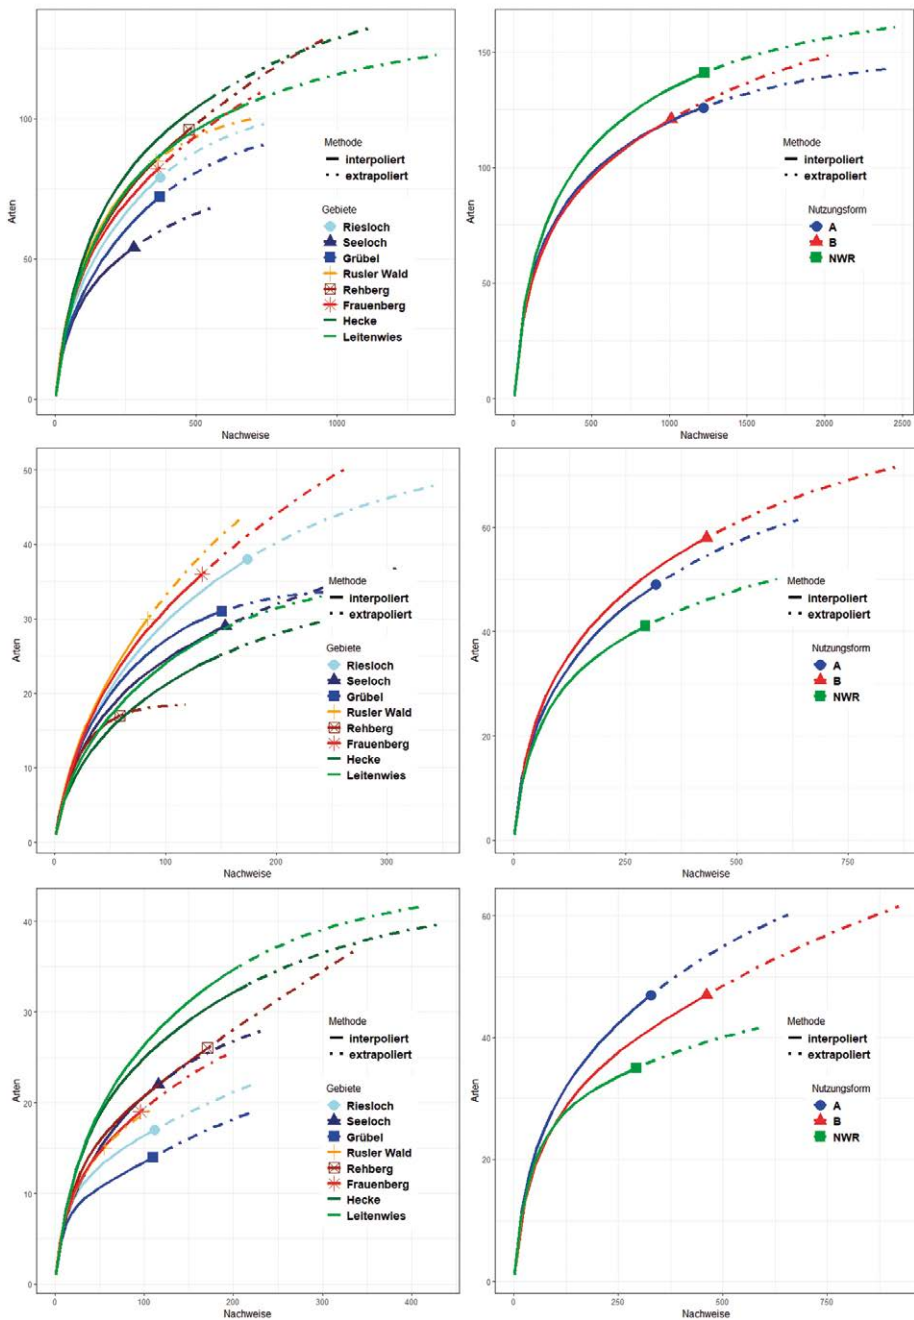 Arten
100
50
0
0
500
1000
Nachweise
Methode
interpoliert
extrapoliert
Gebiete
Riesloch
Seeloch
Grübel
Rusler Wald
Rehberg
Frauenberg
Hecke
Leitenwies
Arten
150
100
50
0
0
500
1000
1500
2000
2500
Nachweise
Methode
interpoliert
extrapoliert
Nutzungsform
A
B
NWR
Arten
50
40
30
20
10
0
0
100
200
300
Nachweise
Methode
interpoliert
extrapoliert
Gebiete
Riesloch
Seeloch
Grübel
Rusler Wald
Rehberg
Frauenberg
Hecke
Leitenwies
60
40
20
0
0
250
500
750
Nachweise
Methode
interpoliert
extrapoliert
Nutzungsform
A
B
NWR
Arten
40
30
20
10
0
0
100
200
300
400
Nachweise
Methode
interpoliert
extrapoliert
Gebiete
Riesloch
Seeloch
Grübel
Rusler Wald
Rehberg
Frauenberg
Hecke
Leitenwies
Arten
60
40
20
0
0
250
500
750
Nachweise
Methode
interpoliert
extrapoliert
Nutzungsform
A
B
NWR